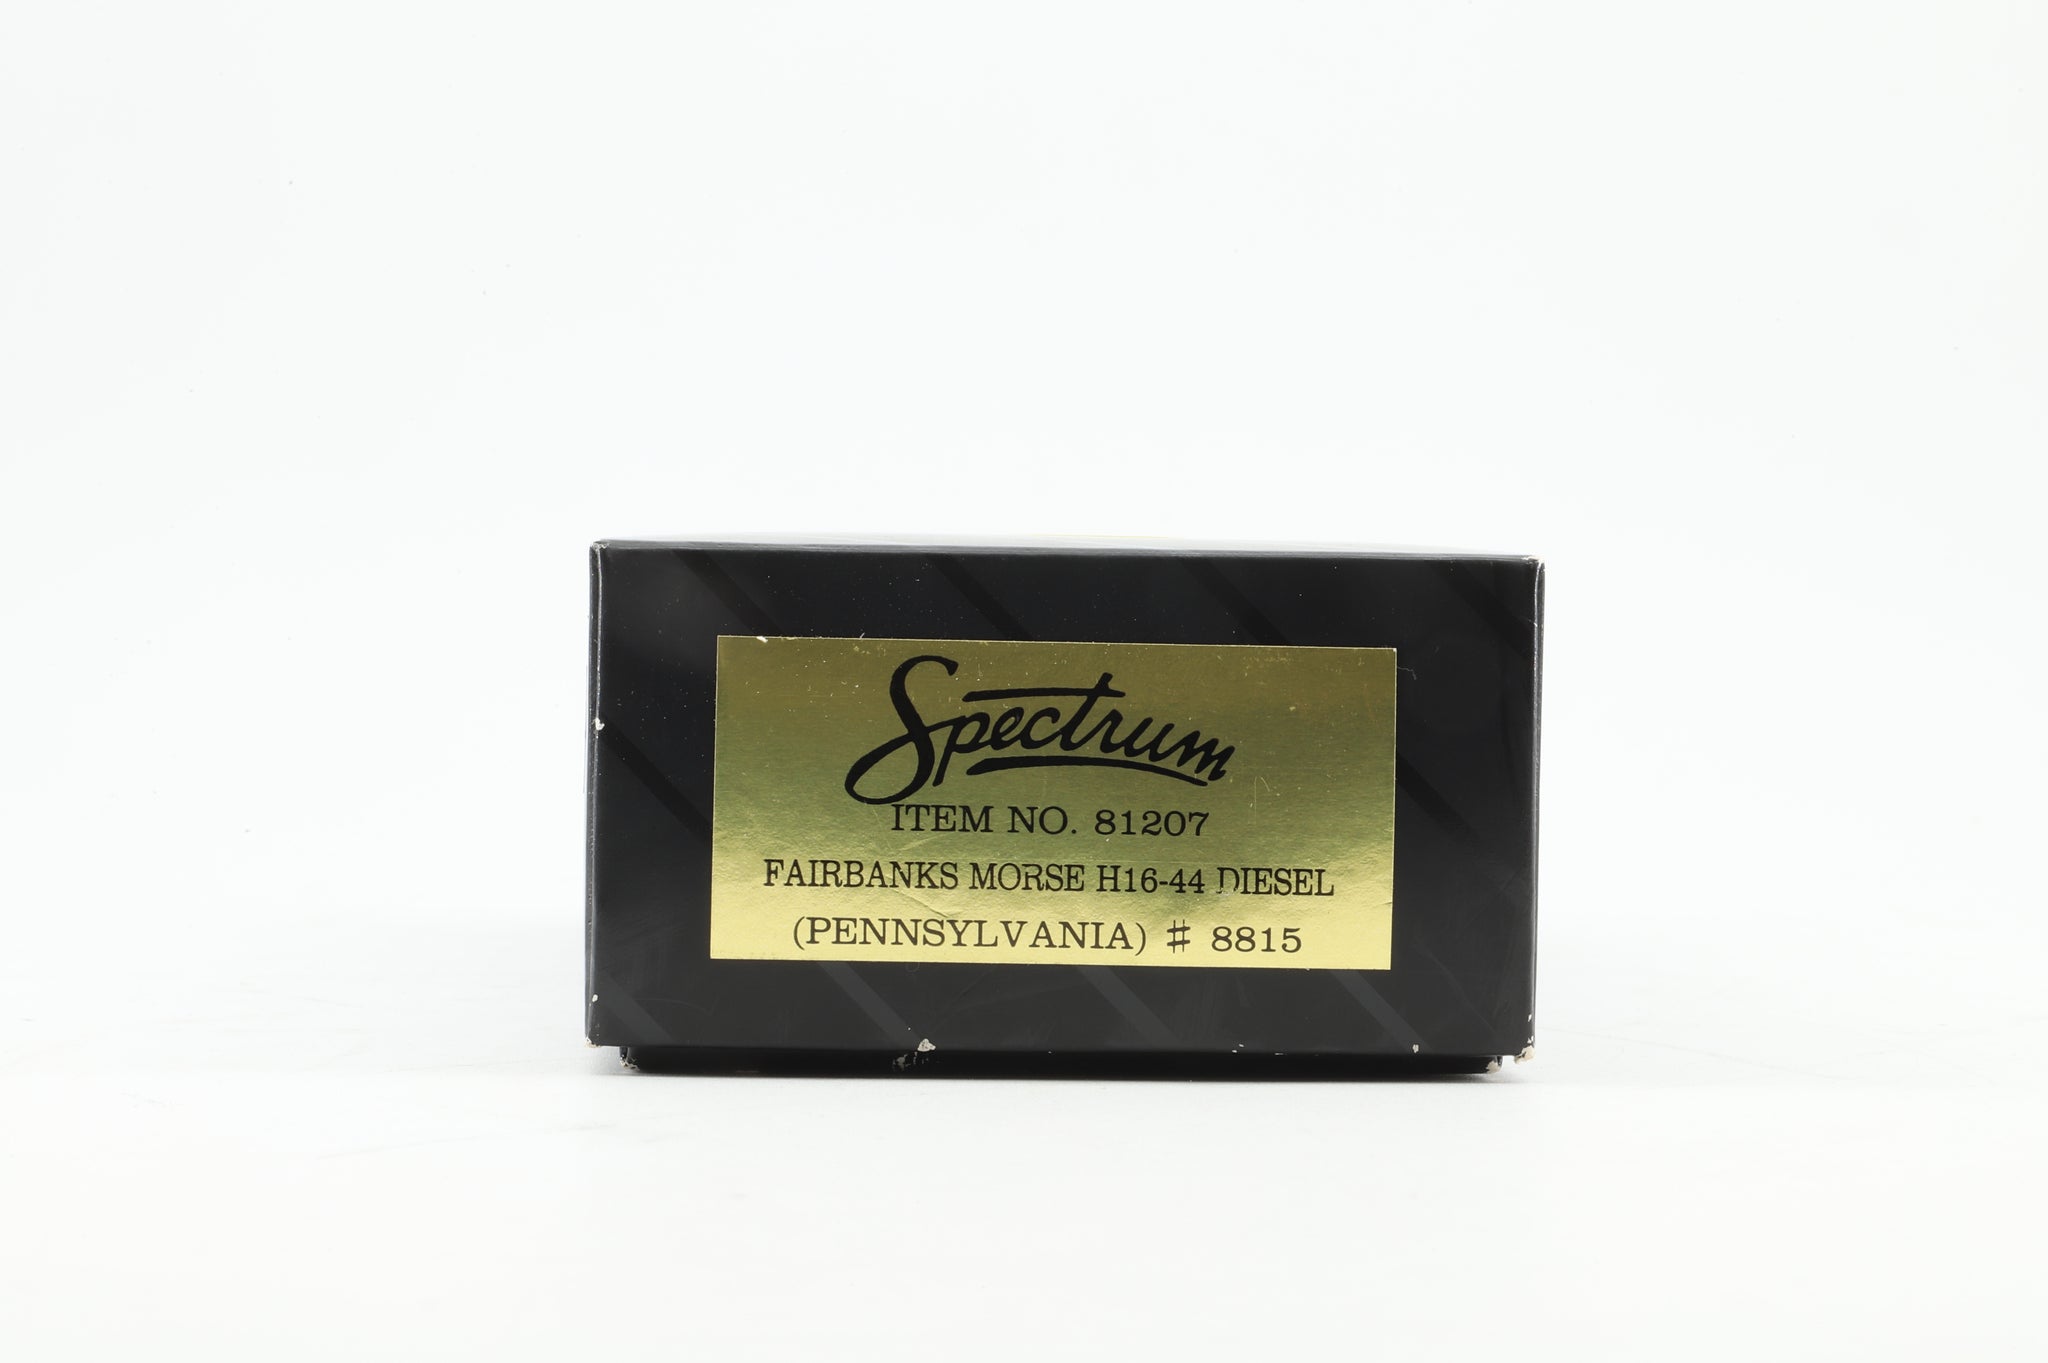 Spectrum
ITEM NO. 81207
FAIRBANKS MORSE H16-44 DIESEL
(PENNSYLVANIA) # 8815